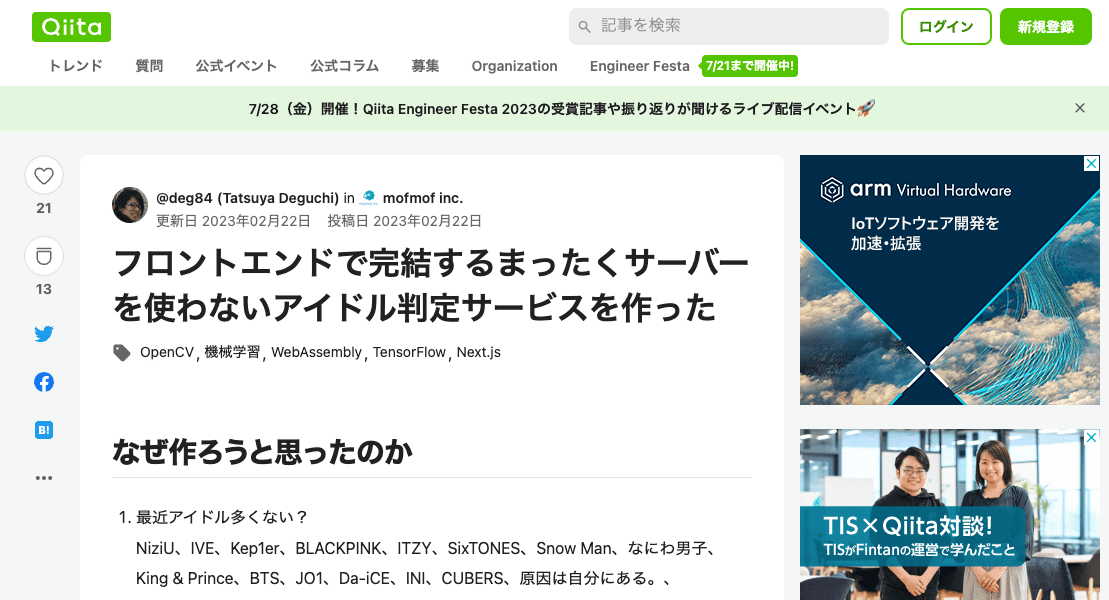 Qiita
記事を検索
ログイン
新規登録
トレンド 質問 公式イベント 公式コラム 募集 Organization Engineer Festa 7/21まで開催中!
7/28（金）開催！Qiita Engineer Festa 2023の受賞記事や振り返りが聞けるライブ配信イベント🚀
21
13
B!
@deg84 (Tatsuya Deguchi) in mofmof inc.
更新日 2023年02月22日 投稿日 2023年02月22日
フロントエンドで完結するまったくサーバー
を使わないアイドル判定サービスを作った
OpenCV, 機械学習, WebAssembly, TensorFlow, Next.js
なぜ作ろうと思ったのか
1. 最近アイドル多くない？
NiziU、IVE、Kep1er、BLACKPINK、ITZY、SixTONES、Snow Man、なにわ男子、
King & Prince、BTS、JO1、Da-iCE、INI、CUBERS、原因は自分にある。、
arm Virtual Hardware
IoTソフトウェア開発を
加速・拡張
TIS×Qiita対談!
TISがFintanの運営で学んだこと